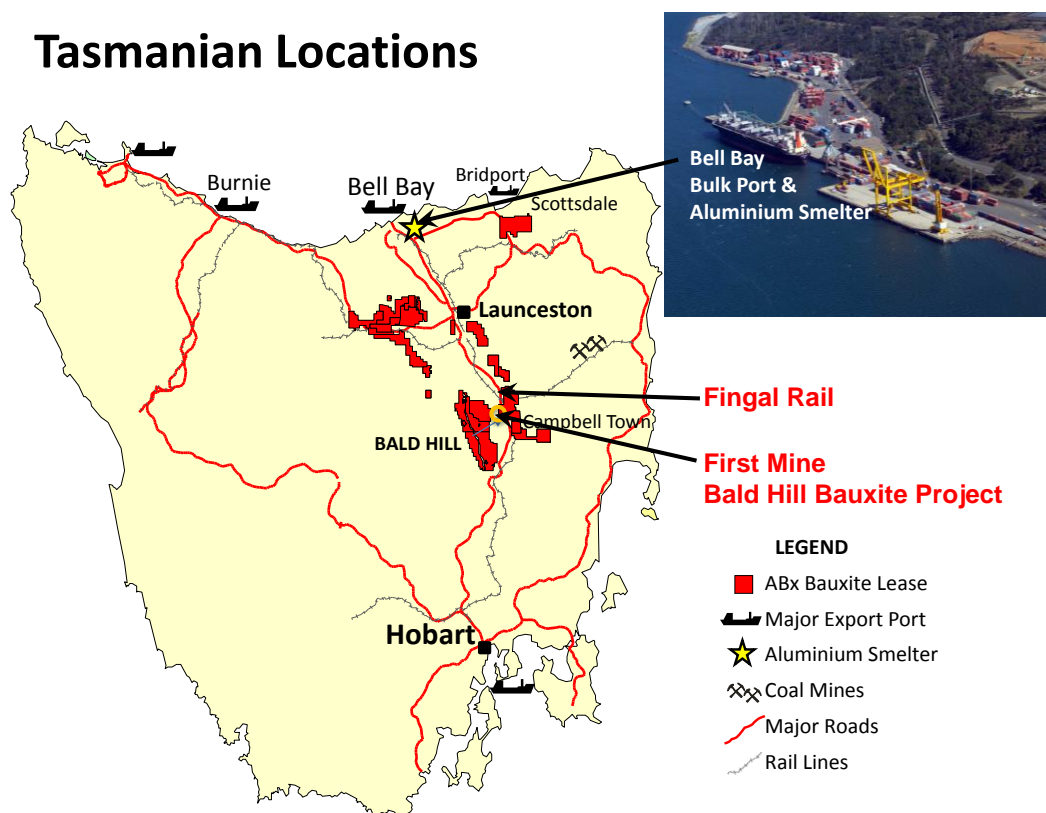 Tasmanian Locations
Bell Bay
Bulk Port &
Aluminium Smelter
Burnie
Bell Bay
Bridport
Scottsdale
Launceston
Fingal Rail
Campbell Town
BALD HILL
First Mine
Bald Hill Bauxite Project
LEGEND
ABx Bauxite Lease
Major Export Port
Aluminium Smelter
Coal Mines
Major Roads
Rail Lines
Hobart